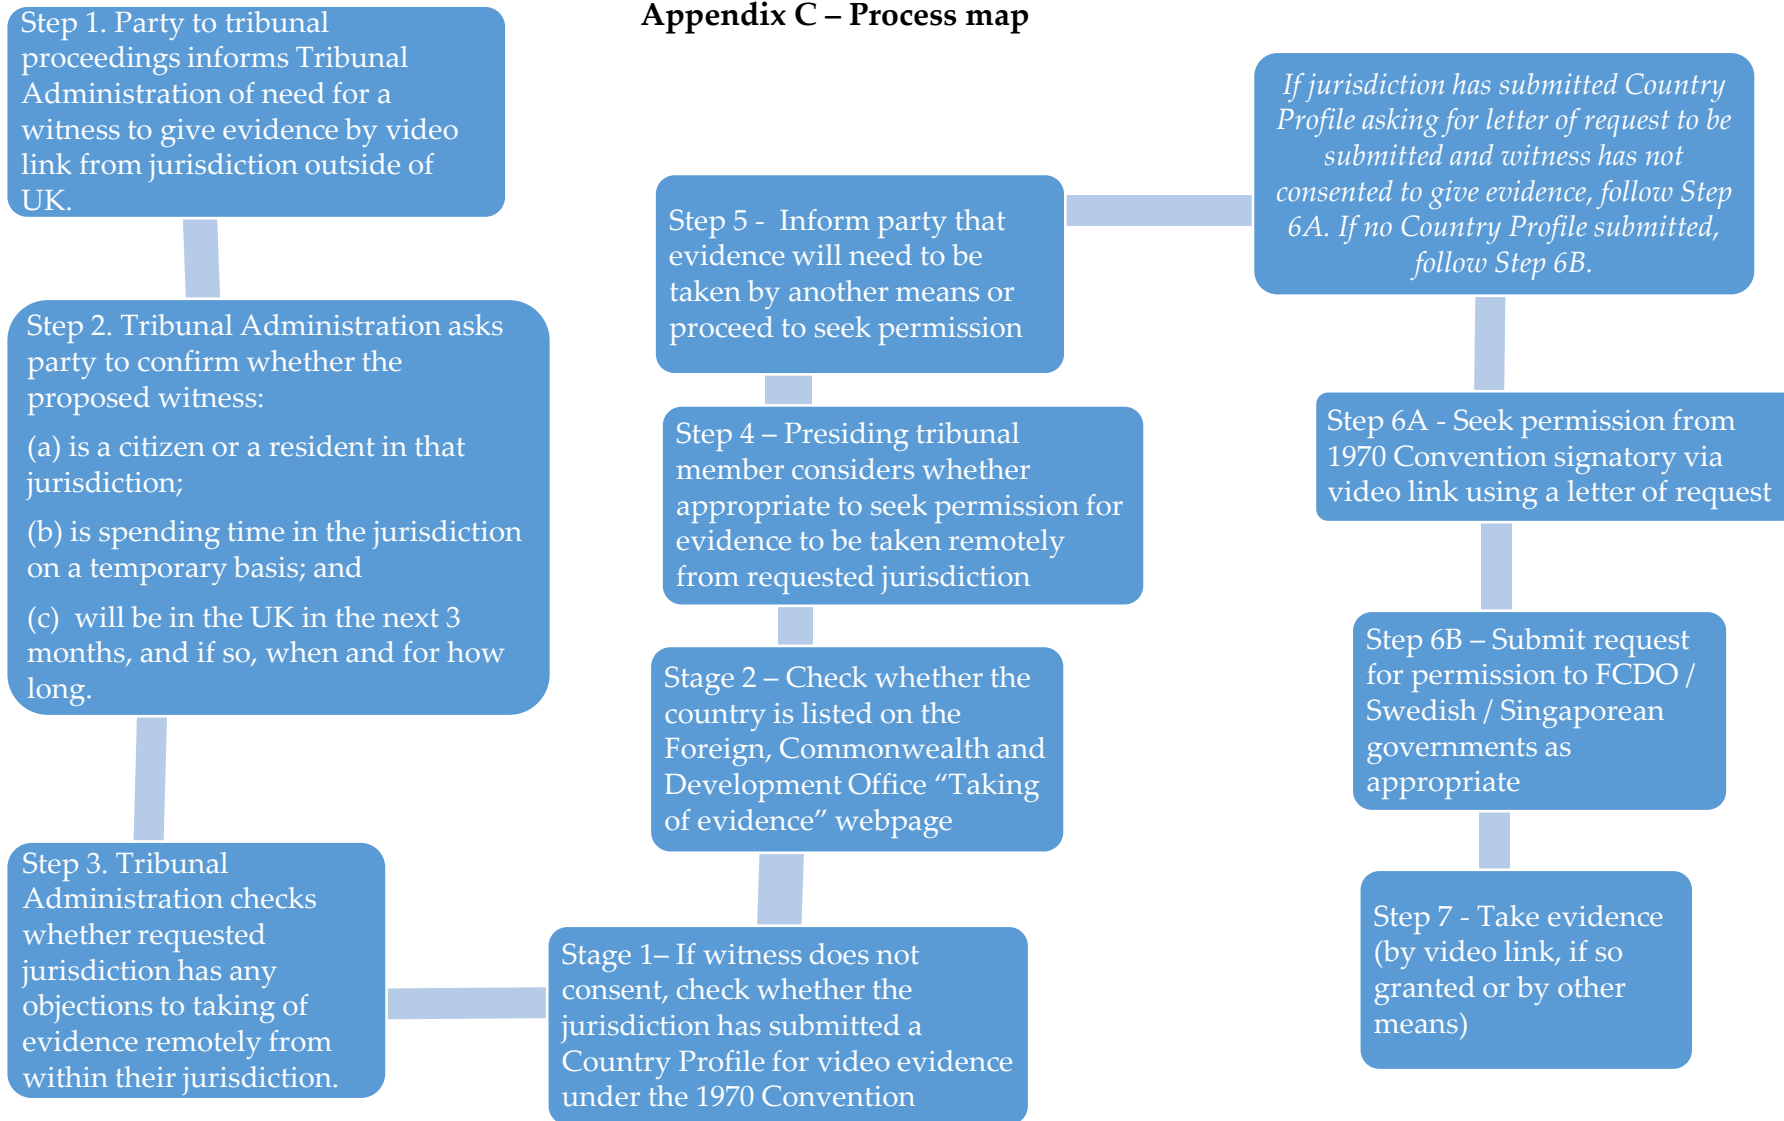 Appendix C – Process map
Step 1. Party to tribunal
proceedings informs Tribunal
Administration of need for a
witness to give evidence by video
link from jurisdiction outside of
UK.
Step 2. Tribunal Administration asks
party to confirm whether the
proposed witness:
(a) is a citizen or a resident in that
jurisdiction;
(b) is spending time in the jurisdiction
on a temporary basis; and
(c) will be in the UK in the next 3
months, and if so, when and for how
long.
Step 3. Tribunal
Administration checks
whether requested
jurisdiction has any
objections to taking of
evidence remotely from
within their jurisdiction.
Stage 1– If witness does not
consent, check whether the
jurisdiction has submitted a
Country Profile for video evidence
under the 1970 Convention
Stage 2 – Check whether the
country is listed on the
Foreign, Commonwealth and
Development Office “Taking
of evidence” webpage
Step 4 – Presiding tribunal
member considers whether
appropriate to seek permission for
evidence to be taken remotely
from requested jurisdiction
Step 5 - Inform party that
evidence will need to be
taken by another means or
proceed to seek permission
If jurisdiction has submitted Country
Profile asking for letter of request to be
submitted and witness has not
consented to give evidence, follow Step
6A. If no Country Profile submitted,
follow Step 6B.
Step 6A - Seek permission from
1970 Convention signatory via
video link using a letter of request
Step 6B – Submit request
for permission to FCDO /
Swedish / Singaporean
governments as
appropriate
Step 7 - Take evidence
(by video link, if so
granted or by other
means)